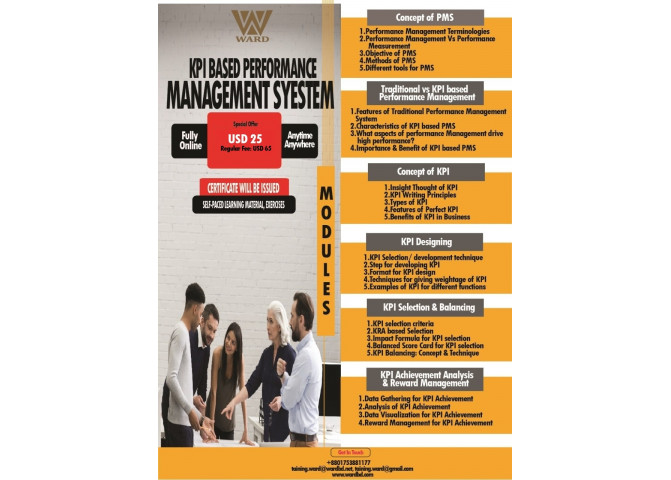 WARD
KPI BASED PERFORMANCE
MANAGEMENT SYESTEM
Special Offer
Fully
Online
USD 25
Regular Fee: USD 65
Anytime
Anywhere
CERTIFICATE WILL BE ISSUED
SELF-PACED LEARNING MATERIAL, EXERCISES
MODULES
Concept of PMS
1.Performance Management Terminologies
2.Performance Management Vs Performance
Measurement
3.Objective of PMS
4.Methods of PMS
5.Different tools for PMS
Traditional vs KPI based
Performance Management
1.Features of Traditional Performance Management
System
2.Characteristics of KPI based PMS
3.What aspects of performance Management drive
high performance?
4.Importance & Benefit of KPI based PMS
Concept of KPI
1.Insight Thought of KPI
2.KPI Writing Principles
3.Types of KPI
4.Features of Perfect KPI
5.Benefits of KPI in Business
KPI Designing
1.KPI Selection/ development technique
2.Step for developing KPI
3.Format for KPI design
4.Techniques for giving weightage of KPI
5.Examples of KPI for different functions
KPI Selection & Balancing
1.KPI selection criteria
2.KRA based Selection
3.Impact Formula for KPI selection
4.Balanced Score Card for KPI selection
5.KPI Balancing: Concept & Technique
KPI Achievement Analysis
& Reward Management
1.Data Gathering for KPI Achievement
2.Analysis of KPI Achievement
3.Data Visualization for KPI Achievement
4.Reward Management for KPI Achievement
Get In Touch
+8801753881177
taining.ward@wardbd.net, taining.ward@gmail.com
www.wardbd.com